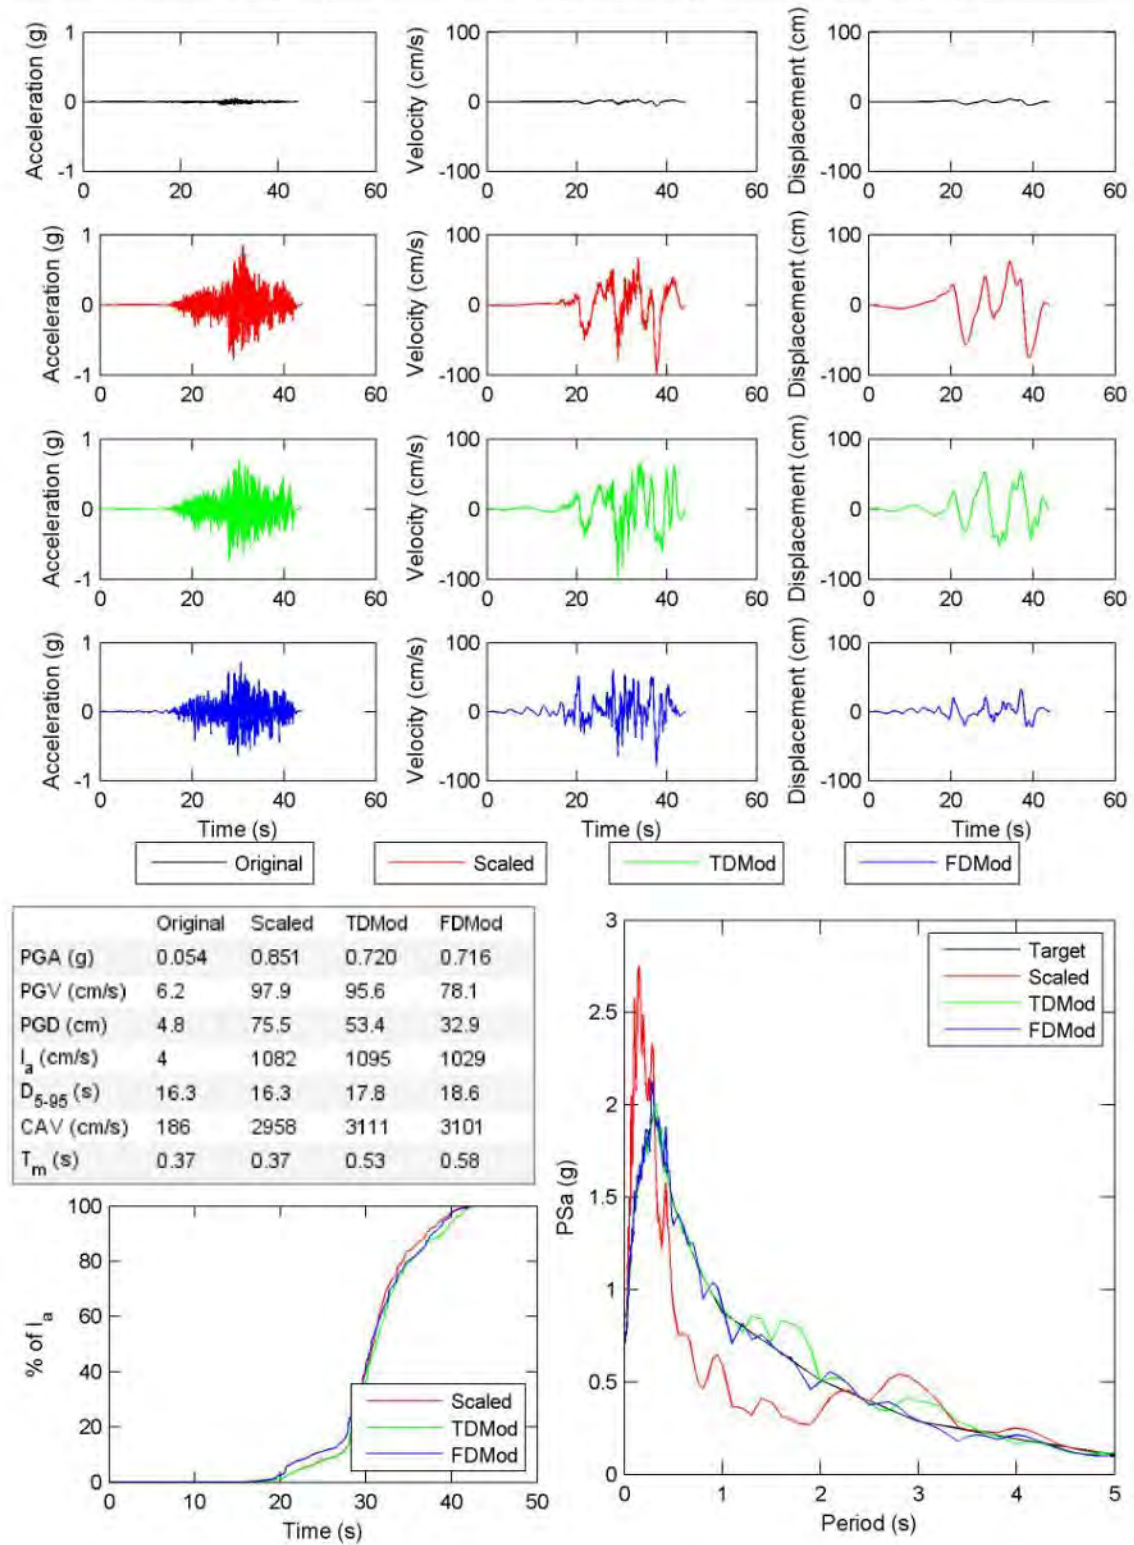 Acceleration (g)
1
0
-1
0 20 40 60
Velocity (cm/s)
100
0
-100
0 20 40 60
Displacement (cm)
100
0
-100
0 20 40 60
Acceleration (g)
1
0
-1
0 20 40 60
Velocity (cm/s)
100
0
-100
0 20 40 60
Displacement (cm)
100
0
-100
0 20 40 60
Acceleration (g)
1
0
-1
0 20 40 60
Velocity (cm/s)
100
0
-100
0 20 40 60
Displacement (cm)
100
0
-100
0 20 40 60
Acceleration (g)
1
0
-1
0 20 40 60
Time (s)
Velocity (cm/s)
100
0
-100
0 20 40 60
Time (s)
Displacement (cm)
100
0
-100
0 20 40 60
Time (s)
Original Scaled TDMod FDMod
Original Scaled TDMod FDMod
PGA (g) 0.054 0.851 0.720 0.716
PGV (cm/s) 6.2 97.9 95.6 78.1
PGD (cm) 4.8 75.5 53.4 32.9
Ia (cm/s) 4 1082 1095 1029
D5-95 (s) 16.3 16.3 17.8 18.6
CAV (cm/s) 186 2958 3111 3101
Tm (s) 0.37 0.37 0.53 0.58
% of Ia
100
80
60
40
20
0
Scaled
TDMod
FDMod
0 10 20 30 40 50
Time (s)
PSa (g)
3
2.5
2
1.5
1
0.5
0
Target
Scaled
TDMod
FDMod
0 1 2 3 4 5
Period (s)